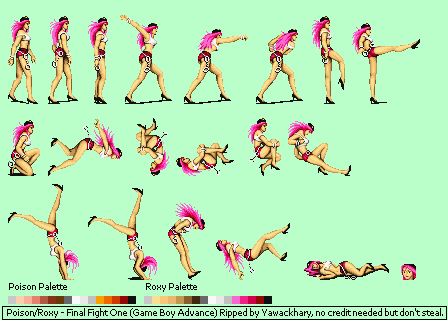 Poison Palette
Roxy Palette
Poison/Roxy - Final Fight One (Game Boy Advance) Ripped by Yawackhary, no credit needed but don't steal.